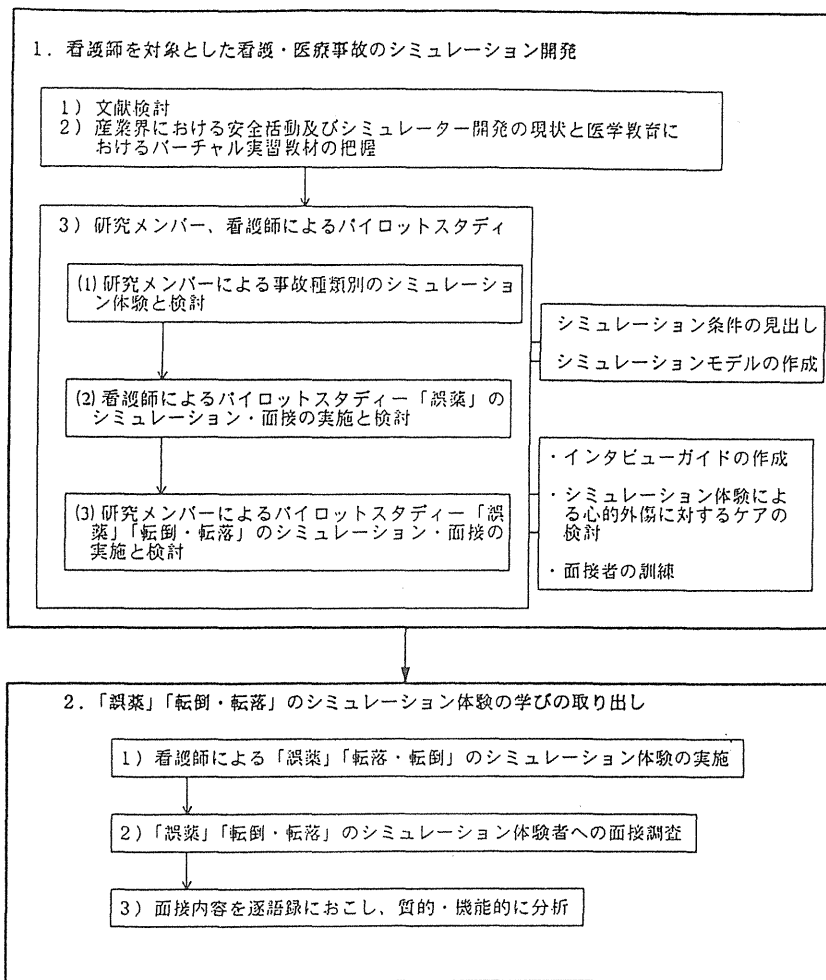 1．看護師を対象とした看護・医療事故のシミュレーション開発
1）文献検討
2）産業界における安全活動及びシミュレーター開発の現状と医学教育に
おけるバーチャル実習教材の把握
3）研究メンバー、看護師によるパイロットスタディ
(1)研究メンバーによる事故種類別のシミュレーショ
ン体験と検討
(2)看護師によるパイロットスタディー「誤薬」の
シミュレーション・面接の実施と検討
(3)研究メンバーによるパイロットスタディー「誤
薬」「転倒・転落」のシミュレーション・面接の
実施と検討
シミュレーション条件の見出し
シミュレーションモデルの作成
・インタビューガイドの作成
・シミュレーション体験によ
る心的外傷に対するケアの
検討
・面接者の訓練
2．「誤薬」「転倒・転落」のシミュレーション体験の学びの取り出し
1）看護師による「誤薬」「転落・転倒」のシミュレーション体験の実施
2）「誤薬」「転倒・転落」のシミュレーション体験者への面接調査
3）面接内容を逐語録におこし、質的・機能的に分析